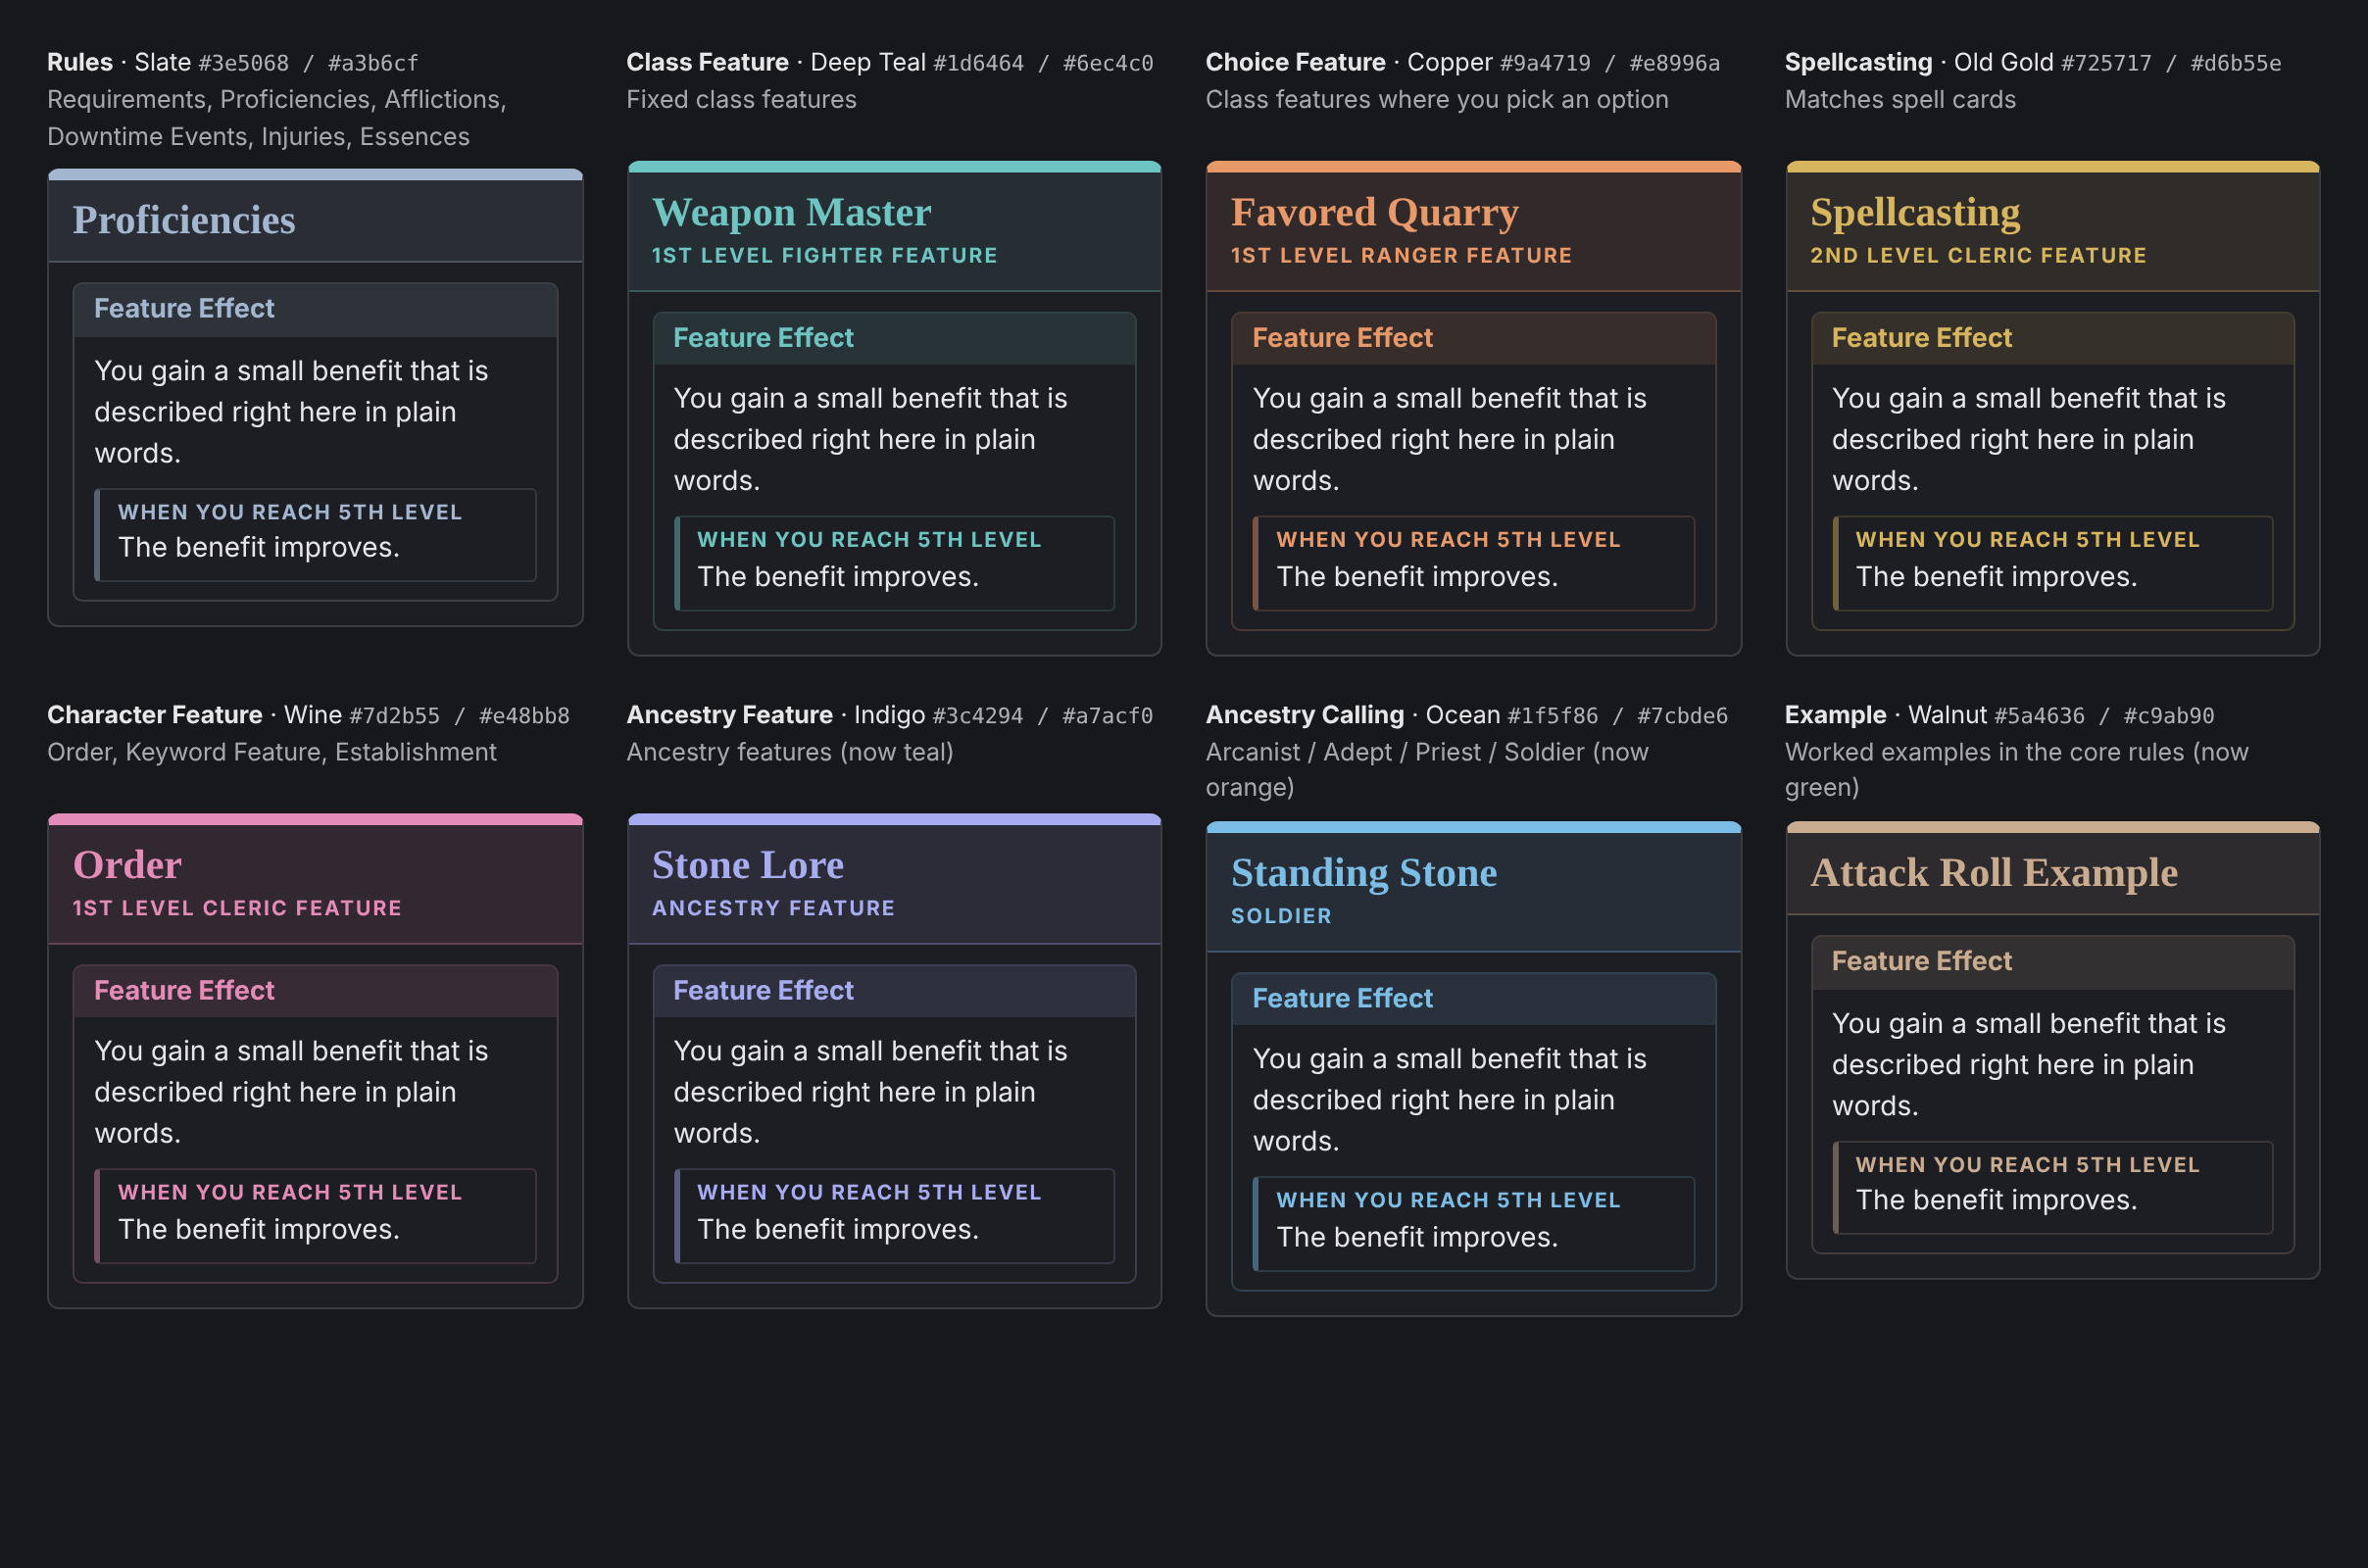 Rules · Slate #3e5068 / #a3b6cf
Requirements, Proficiencies, Afflictions,
Downtime Events, Injuries, Essences
Proficiencies
Feature Effect
You gain a small benefit that is
described right here in plain
words.
WHEN YOU REACH 5TH LEVEL
The benefit improves.
Class Feature · Deep Teal #1d6464 / #6ec4c0
Fixed class features
Weapon Master
1ST LEVEL FIGHTER FEATURE
Feature Effect
You gain a small benefit that is
described right here in plain
words.
WHEN YOU REACH 5TH LEVEL
The benefit improves.
Choice Feature · Copper #9a4719 / #e8996a
Class features where you pick an option
Favored Quarry
1ST LEVEL RANGER FEATURE
Feature Effect
You gain a small benefit that is
described right here in plain
words.
WHEN YOU REACH 5TH LEVEL
The benefit improves.
Spellcasting · Old Gold #725717 / #d6b55e
Matches spell cards
Spellcasting
2ND LEVEL CLERIC FEATURE
Feature Effect
You gain a small benefit that is
described right here in plain
words.
WHEN YOU REACH 5TH LEVEL
The benefit improves.
Character Feature · Wine #7d2b55 / #e48bb8
Order, Keyword Feature, Establishment
Order
1ST LEVEL CLERIC FEATURE
Feature Effect
You gain a small benefit that is
described right here in plain
words.
WHEN YOU REACH 5TH LEVEL
The benefit improves.
Ancestry Feature · Indigo #3c4294 / #a7acf0
Ancestry features (now teal)
Stone Lore
ANCESTRY FEATURE
Feature Effect
You gain a small benefit that is
described right here in plain
words.
WHEN YOU REACH 5TH LEVEL
The benefit improves.
Ancestry Calling · Ocean #1f5f86 / #7cbde6
Arcanist / Adept / Priest / Soldier (now
orange)
Standing Stone
SOLDIER
Feature Effect
You gain a small benefit that is
described right here in plain
words.
WHEN YOU REACH 5TH LEVEL
The benefit improves.
Example · Walnut #5a4636 / #c9ab90
Worked examples in the core rules (now
green)
Attack Roll Example
Feature Effect
You gain a small benefit that is
described right here in plain
words.
WHEN YOU REACH 5TH LEVEL
The benefit improves.